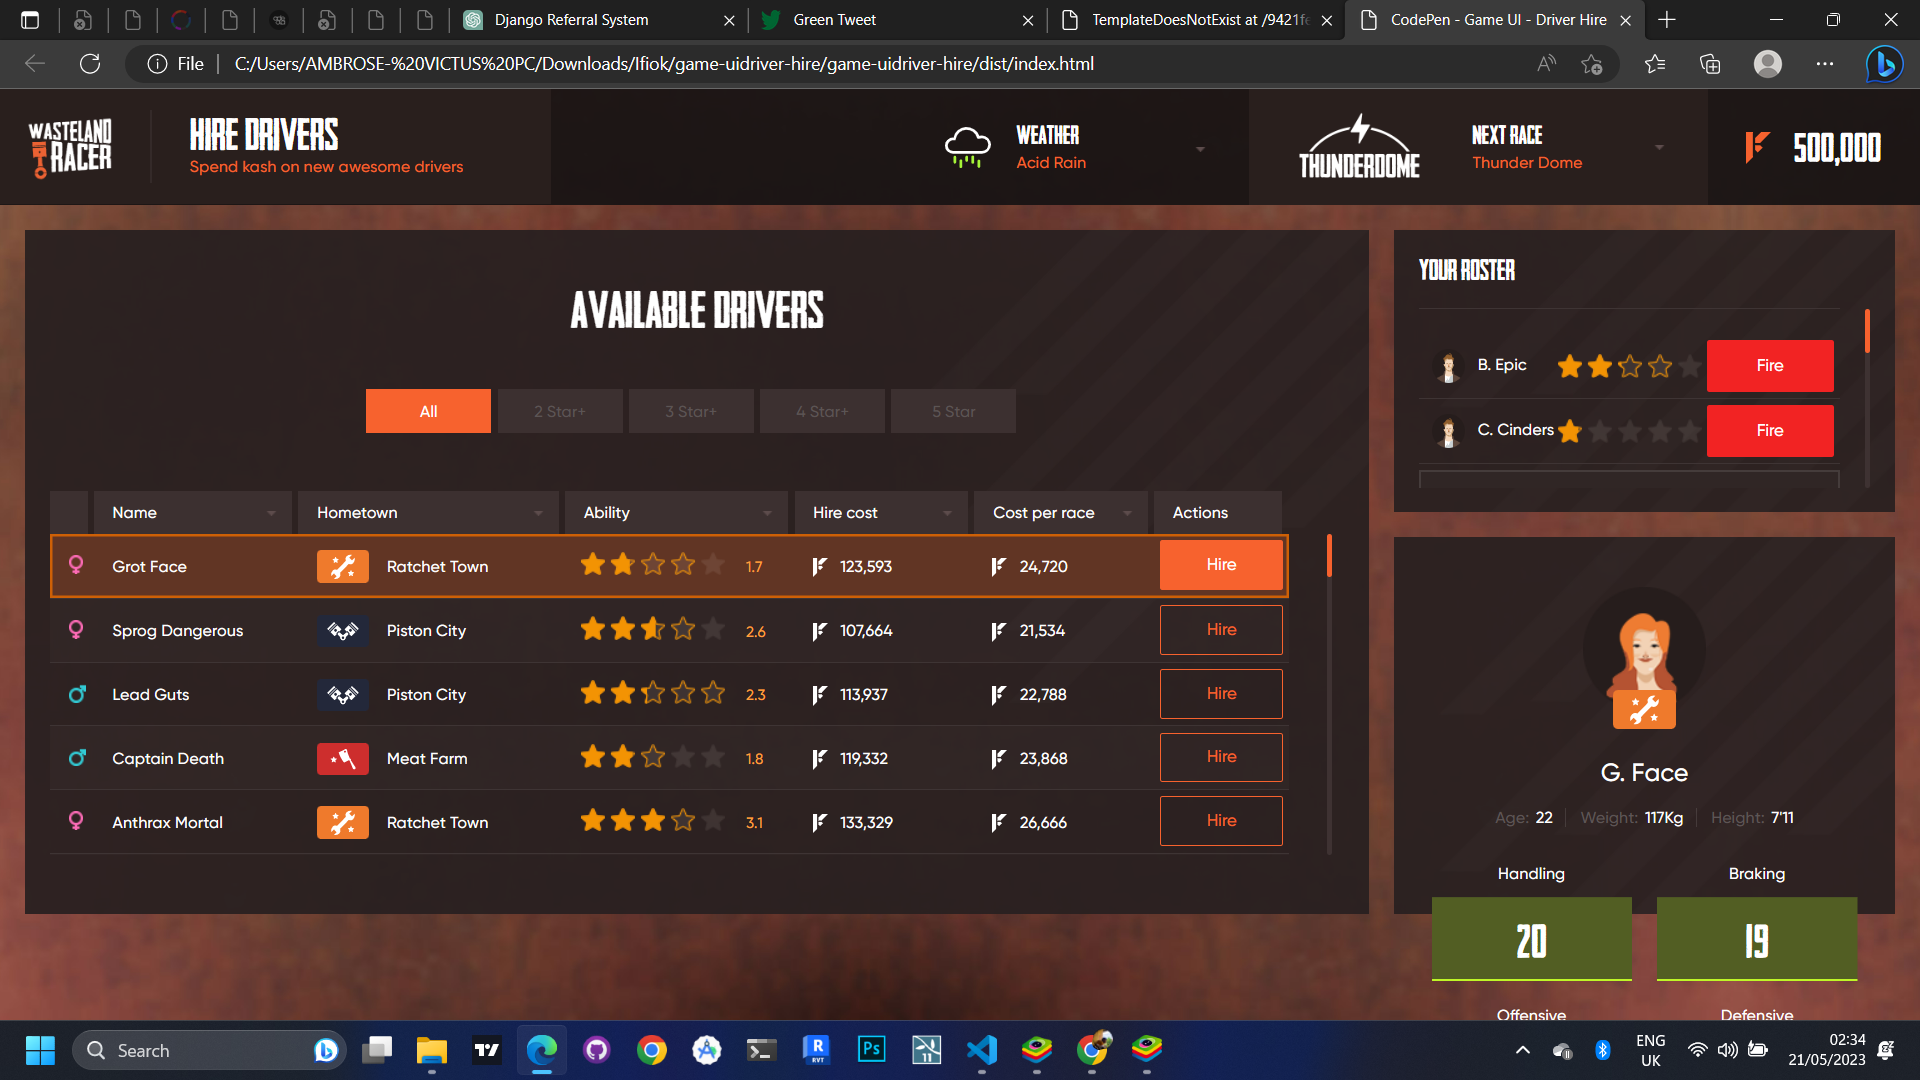 Django Referral System
Green Tweet
TemplateDoesNotExist at /9421fe
CodePen - Game UI - Driver Hire
File
C:/Users/AMBROSE-%20VICTUS%20PC/Downloads/Ifiok/game-uidriver-hire/game-uidriver-hire/dist/index.html
WASTELAND
RACER
HIRE DRIVERS
Spend kash on new awesome drivers
WEATHER
Acid Rain
THUNDERDOME
NEXT RACE
Thunder Dome
500,000
AVAILABLE DRIVERS
All
2 Star+
3 Star+
4 Star+
5 Star
Name
Hometown
Ability
Hire cost
Cost per race
Actions
Grot Face
Ratchet Town
1.7
123,593
24,720
Hire
Sprog Dangerous
Piston City
2.6
107,664
21,534
Hire
Lead Guts
Piston City
2.3
113,937
22,788
Hire
Captain Death
Meat Farm
1.8
119,332
23,868
Hire
Anthrax Mortal
Ratchet Town
3.1
133,329
26,666
Hire
YOUR ROSTER
B. Epic
Fire
C. Cinders
Fire
G. Face
Age: 22
Weight: 117Kg
Height: 7'11
Handling
Braking
20
19
Offensive
Defensive
Search
RVT
Ps
11
ENG
UK
02:34
21/05/2023